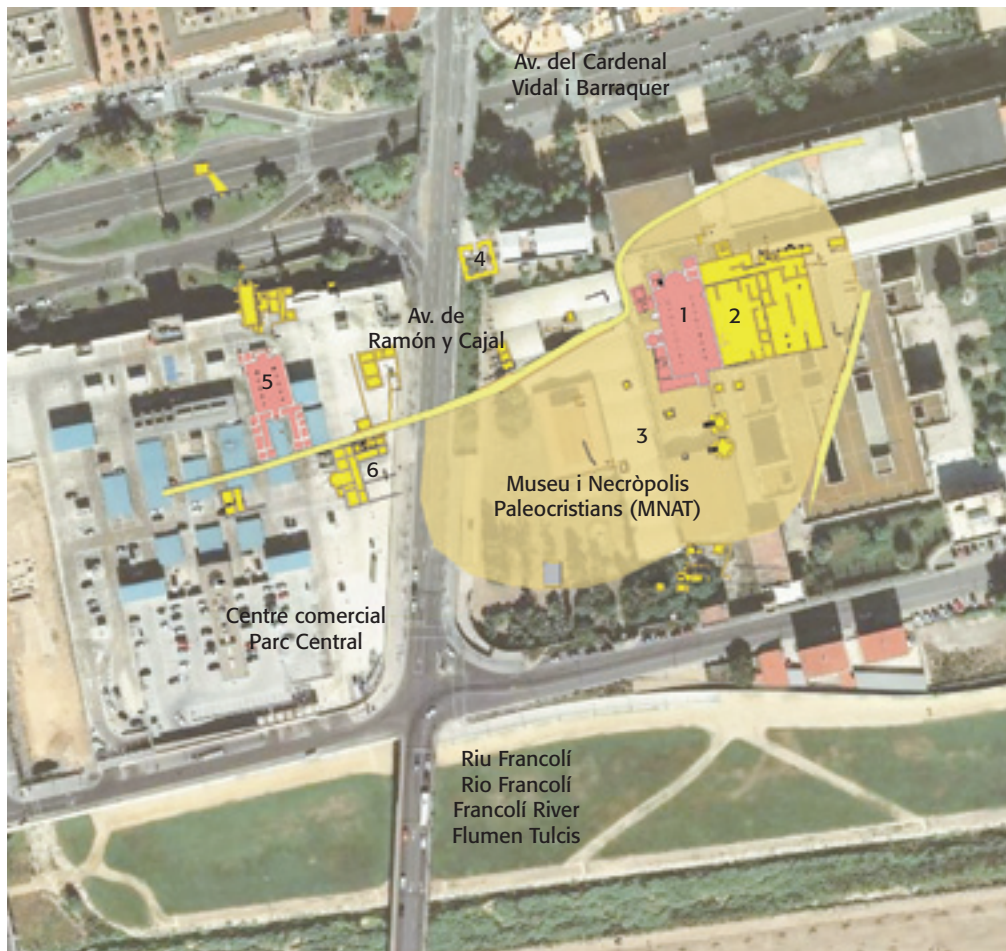 Av. del Cardenal
Vidal i Barraquer
4
1
2
Av. de
Ramón y Cajal
5
3
6
Museu i Necròpolis
Paleocristians (MNAT)
Centre comercial
Parc Central
Riu Francolí
Rio Francolí
Francolí River
Flumen Tulcis